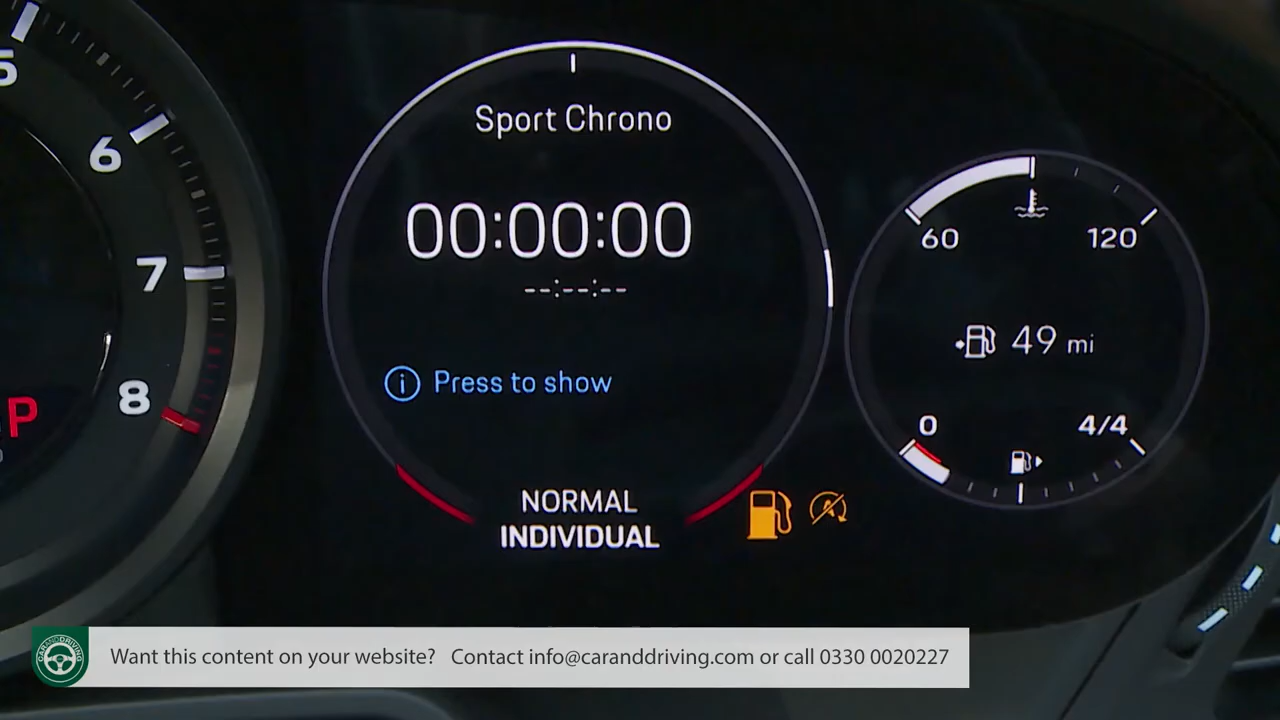 5
6
7
8
P
Sport Chrono
00:00:00
--:--:--
Press to show
NORMAL
INDIVIDUAL
60
120
49 mi
0
4/4
CARANDDRIVING
Want this content on your website? Contact info@caranddriving.com or call 0330 0020227